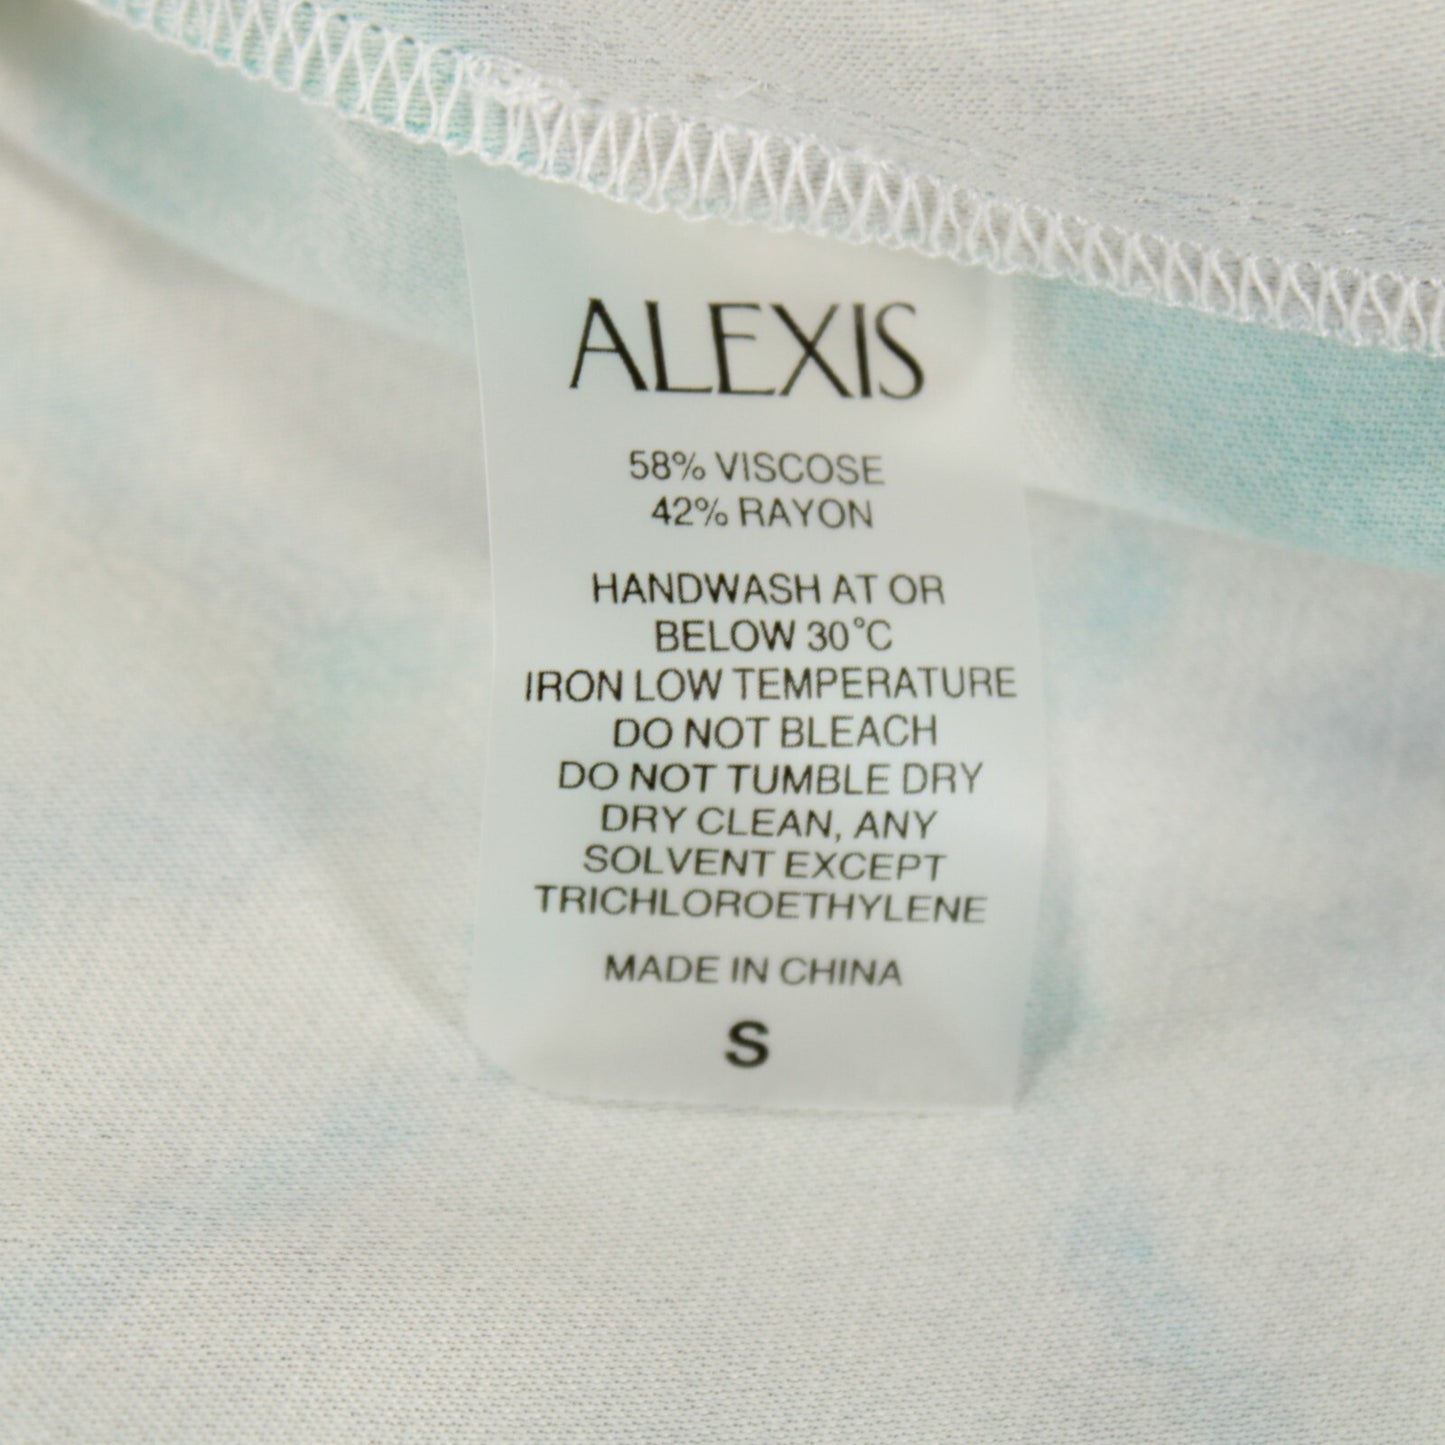 ALEXIS
58% VISCOSE
42% RAYON
HANDWASH AT OR
BELOW 30°C
IRON LOW TEMPERATURE
DO NOT BLEACH
DO NOT TUMBLE DRY
DRY CLEAN, ANY
SOLVENT EXCEPT
TRICHLOROETHYLENE
MADE IN CHINA
S